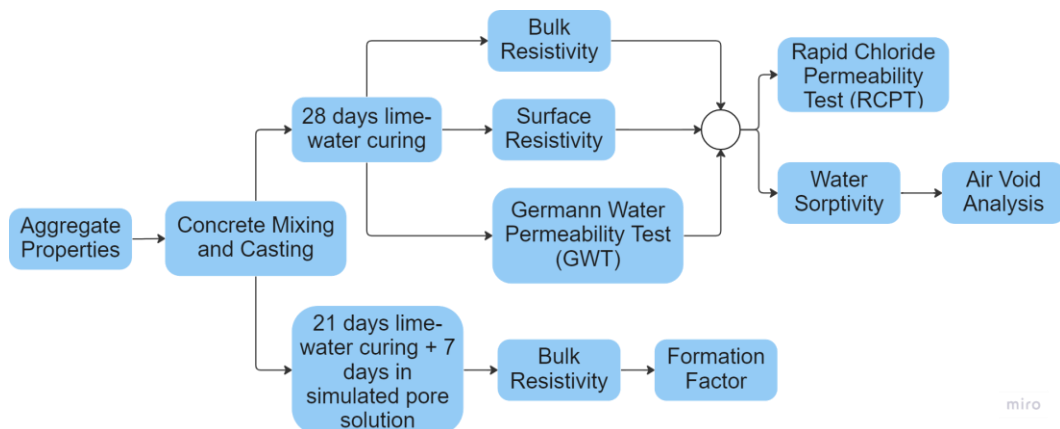 Bulk
Resistivity
Rapid Chloride
Permeability
Test (RCPT)
28 days lime-
water curing
Surface
Resistivity
Water
Sorptivity
Air Void
Analysis
Aggregate
Properties
Concrete Mixing
and Casting
Germann Water
Permeability Test
(GWT)
21 days lime-
water curing + 7
days in
simulated pore
solution
Bulk
Resistivity
Formation
Factor
miro